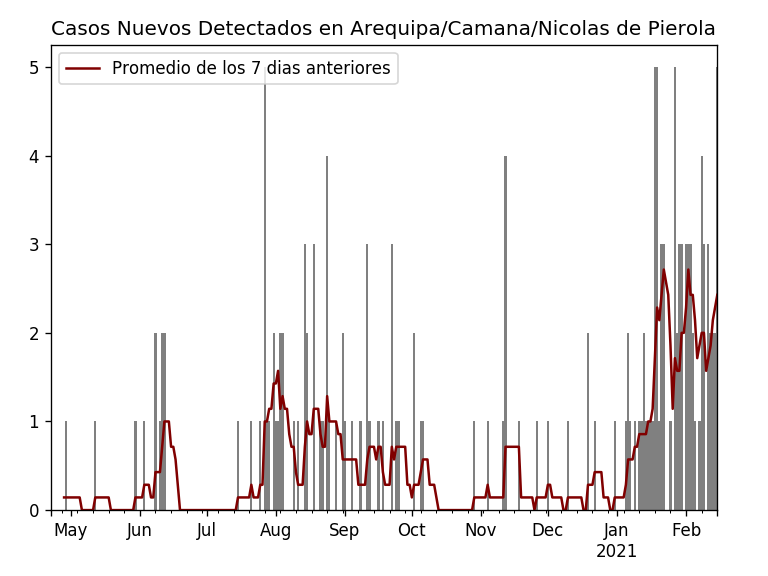 Casos Nuevos Detectados en Arequipa/Camana/Nicolas de Pierola
Promedio de los 7 dias anteriores
5
4
3
2
1
0
May Jun Jul Aug Sep Oct Nov Dec Jan Feb
2021